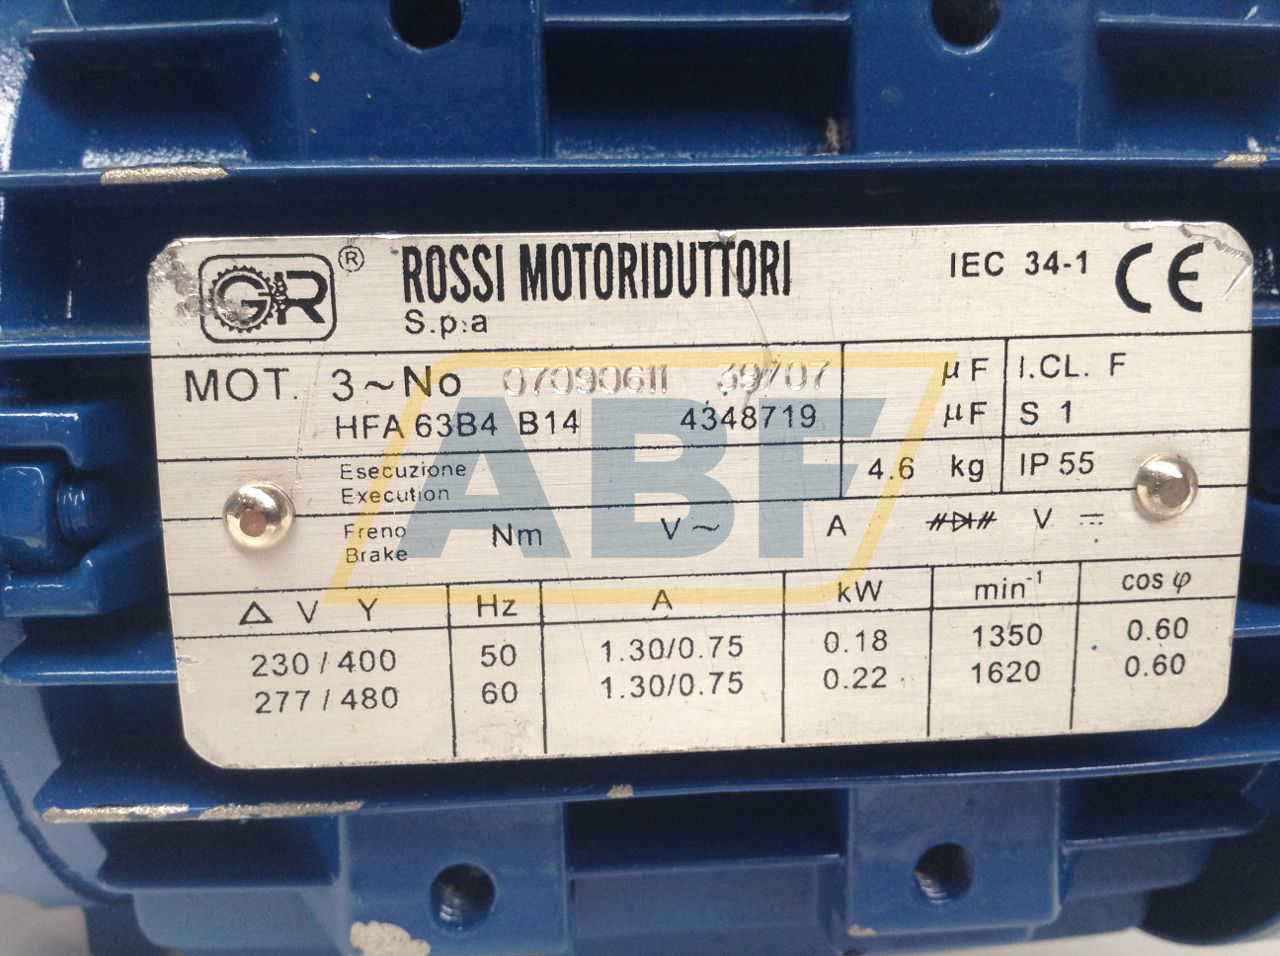 GR ® ROSSI MOTORIDUTTORI IEC 34-1 CE
S.p.a
MOT. 3~No 07090611 39707 µF I.CL. F
HFA 63B4 B14 4348719 µF S 1
Esecuzione
Execution 4.6 kg IP 55
Freno
Brake Nm V~ A V ⎓
Δ V Y Hz A kW min⁻¹ cos φ
230 / 400 50 1.30/0.75 0.18 1350 0.60
277 / 480 60 1.30/0.75 0.22 1620 0.60
ABF